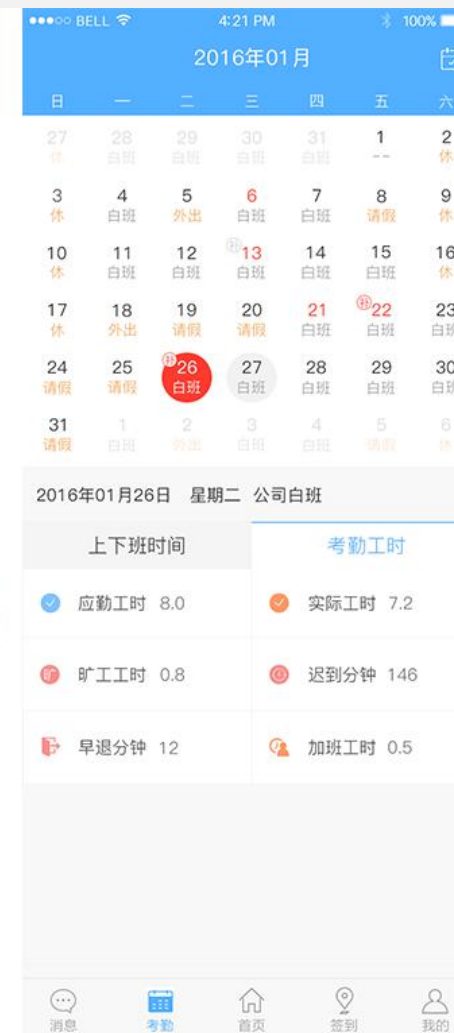 BELL 4:21 PM 100%
2016年01月
日 一 二 三 四 五 六
27 28 29 30 31 1 2
休 白班 白班 白班 白班 -- 休
3 4 5 6 7 8 9
休 白班 外出 白班 白班 请假 休
10 11 12 补 13 14 15 16
休 白班 白班 白班 白班 白班 休
17 18 19 20 21 补 22 23
休 外出 请假 请假 白班 白班 白班
24 25 补 26 27 28 29 30
请假 请假 白班 白班 白班 白班 白班
31 1 2 3 4 5 6
请假 白班 外出 白班 白班 请假 休
2016年01月26日 星期二 公司白班
上下班时间 考勤工时
应勤工时 8.0 实际工时 7.2
旷工工时 0.8 迟到分钟 146
早退分钟 12 加班工时 0.5
消息 考勤 首页 签到 我的